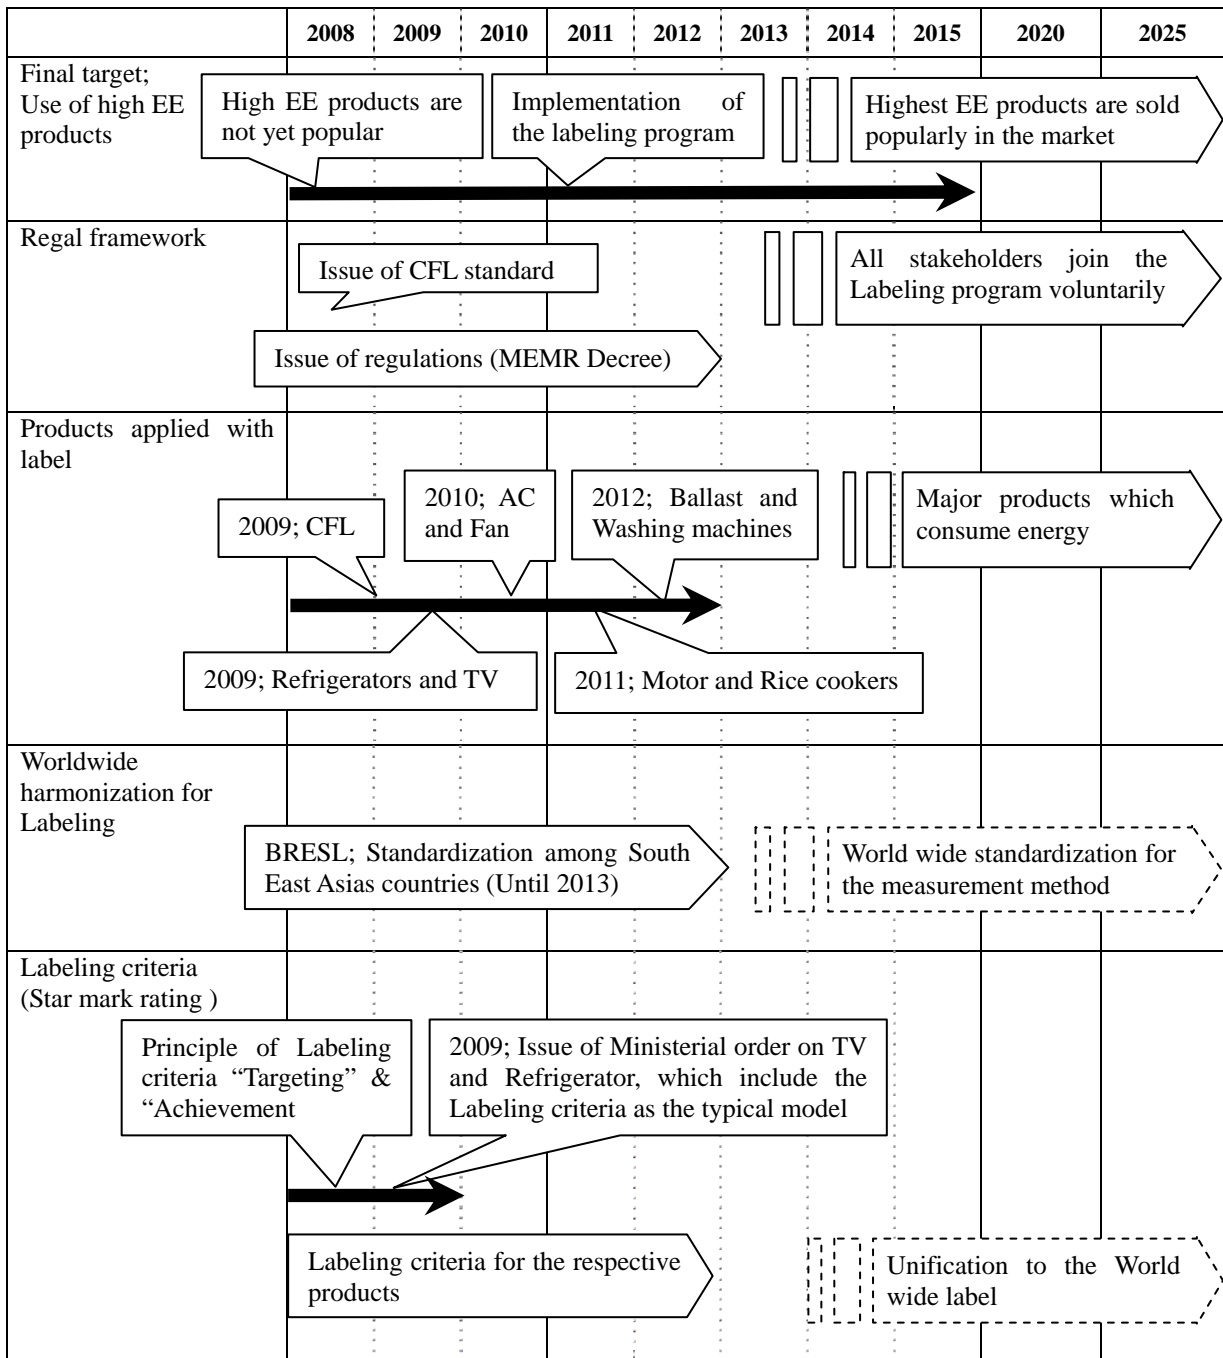 2008 2009 2010 2011 2012 2013 2014 2015 2020 2025
Final target;
Use of high EE
products
High EE products are
not yet popular
Implementation of
the labeling program
Highest EE products are sold
popularly in the market
Regal framework
Issue of CFL standard
All stakeholders join the
Labeling program voluntarily
Issue of regulations (MEMR Decree)
Products applied with
label
2009; CFL
2010; AC
and Fan
2012; Ballast and
Washing machines
Major products which
consume energy
2009; Refrigerators and TV
2011; Motor and Rice cookers
Worldwide
harmonization for
Labeling
BRESL; Standardization among South
East Asias countries (Until 2013)
World wide standardization for
the measurement method
Labeling criteria
(Star mark rating )
Principle of Labeling
criteria “Targeting” &
“Achievement
2009; Issue of Ministerial order on TV
and Refrigerator, which include the
Labeling criteria as the typical model
Labeling criteria for the respective
products
Unification to the World
wide label